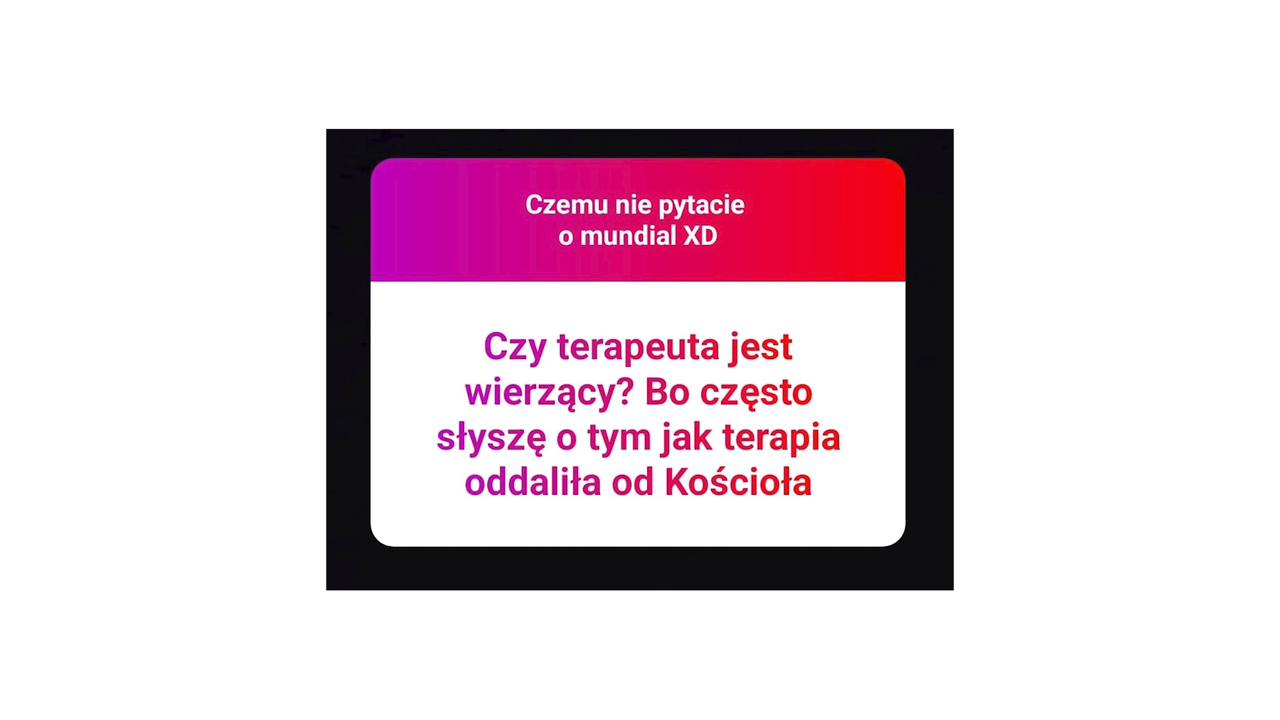 Czemu nie pytacie
o mundial XD
Czy terapeuta jest
wierzący? Bo często
słyszę o tym jak terapia
oddaliła od Kościoła